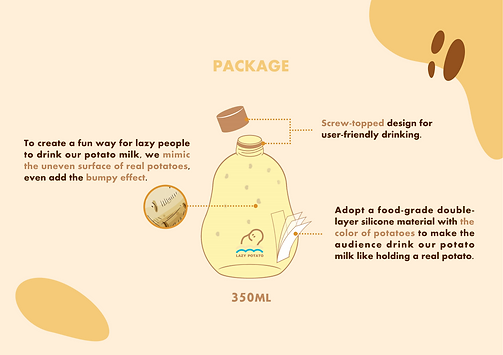 PACKAGE
Screw-topped design for
user-friendly drinking.
To create a fun way for lazy people
to drink our potato milk, we mimic
the uneven surface of real potatoes,
even add the bumpy effect.
Adopt a food-grade double-
layer silicone material with the
color of potatoes to make the
audience drink our potato
milk like holding a real potato.
LAZY POTATO
350ML